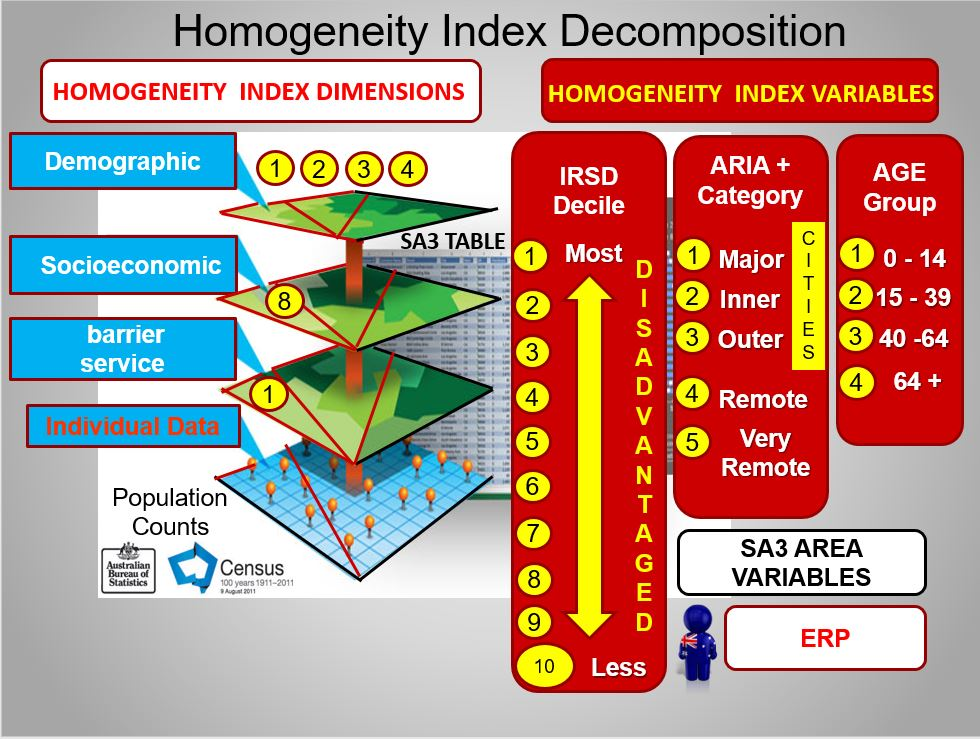 Homogeneity Index Decomposition
HOMOGENEITY INDEX DIMENSIONS
HOMOGENEITY INDEX VARIABLES
Demographic
1 2 3 4
SA3 TABLE
Socioeconomic
8
barrier
service
1
Individual Data
Population
Counts
Australian
Bureau of
Statistics
Census
100 years 1911–2011
9 August 2011
IRSD
Decile
1 Most
2
3
4
5
6
7
8
9
10 Less
DISADVANTAGED
ARIA +
Category
1 Major
2 Inner
3 Outer
CITIES
4 Remote
5 Very
Remote
AGE
Group
1 0 - 14
2 15 - 39
3 40 -64
4 64 +
SA3 AREA
VARIABLES
ERP